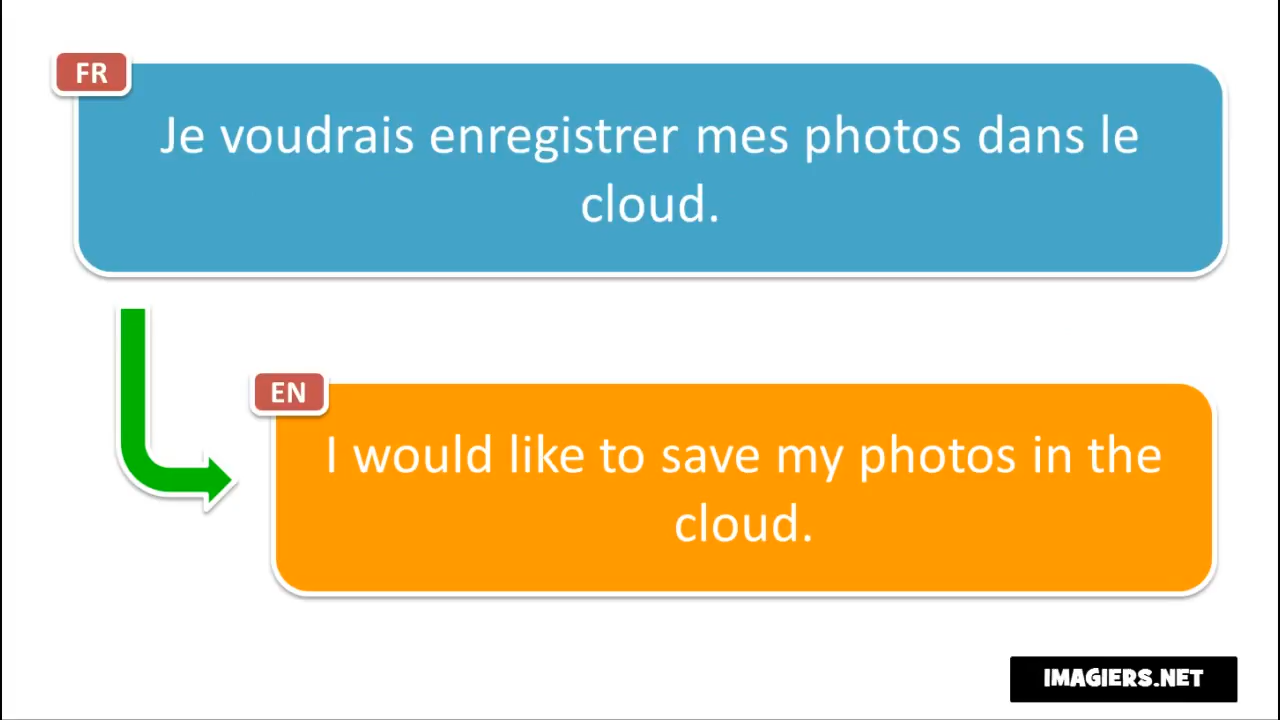 FR
Je voudrais enregistrer mes photos dans le
cloud.
EN
I would like to save my photos in the
cloud.
IMAGIERS.NET